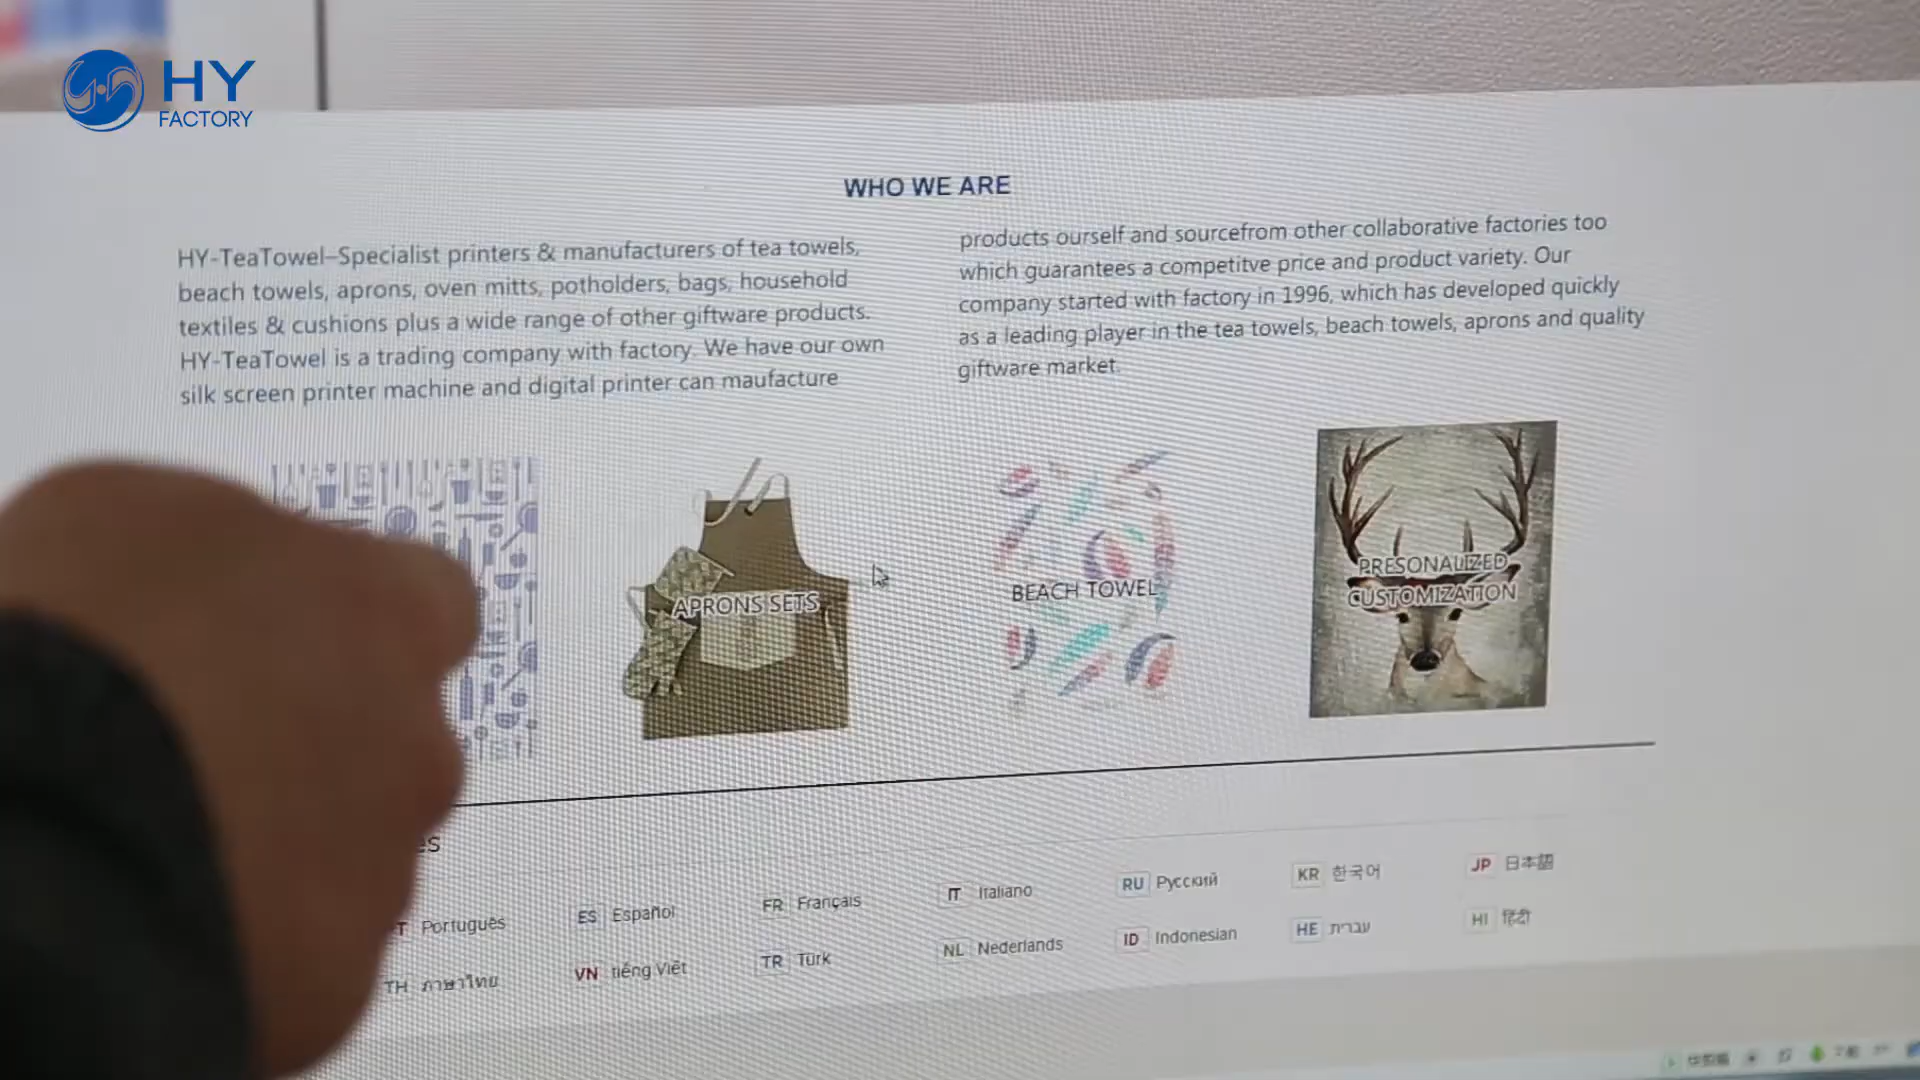 HY
FACTORY
WHO WE ARE
HY-TeaTowel–Specialist printers & manufacturers of tea towels,
beach towels, aprons, oven mitts, potholders, bags, household
textiles & cushions plus a wide range of other giftware products.
HY-TeaTowel is a trading company with factory. We have our own
silk screen printer machine and digital printer can maufacture
products ourself and sourcefrom other collaborative factories too
which guarantees a competitve price and product variety. Our
company started with factory in 1996, which has developed quickly
as a leading player in the tea towels, beach towels, aprons and quality
giftware market.
APRONS SETS
BEACH TOWEL
PRESONALIZED
CUSTOMIZATION
Português
ES Español
FR Français
IT Italiano
RU Русский
KR 한국어
JP 日本語
TH ภาษาไทย
VN tiếng Việt
TR Türk
NL Nederlands
ID Indonesian
HE עברית
HI हिंदी